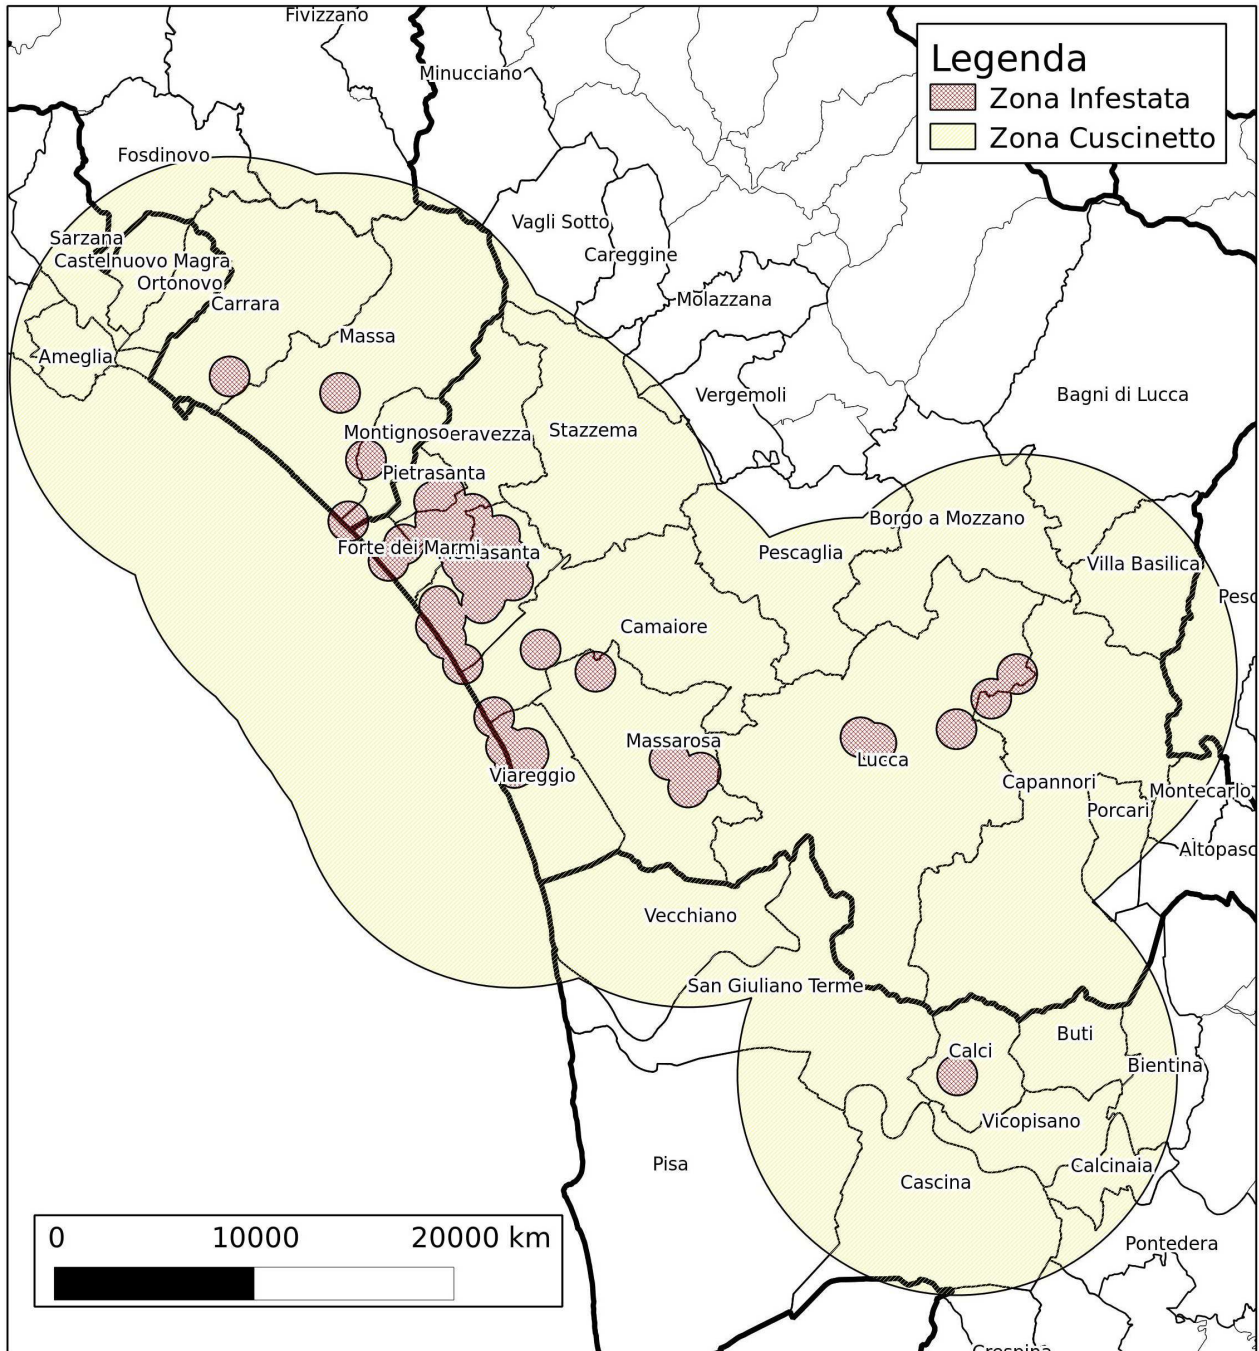 Fivizzano
Minucciano
Legenda
Zona Infestata
Zona Cuscinetto
Fosdinovo
Vagli Sotto
Sarzana
Careggine
Castelnuovo Magra
Ortonovo
Molazzana
Carrara
Massa
Ameglia
Vergemoli
Bagni di Lucca
Montignoso
eravezza
Stazzema
Pietrasanta
Borgo a Mozzano
Forte dei Marmi
rasanta
Pescaglia
Villa Basilica
Pesc
Camaiore
Massarosa
Lucca
Viareggio
Capannori
Montecarlo
Porcari
Altopasc
Vecchiano
San Giuliano Terme
Buti
Calci
Bientina
Vicopisano
Pisa
Calcinaia
Cascina
0 10000 20000 km
Pontedera